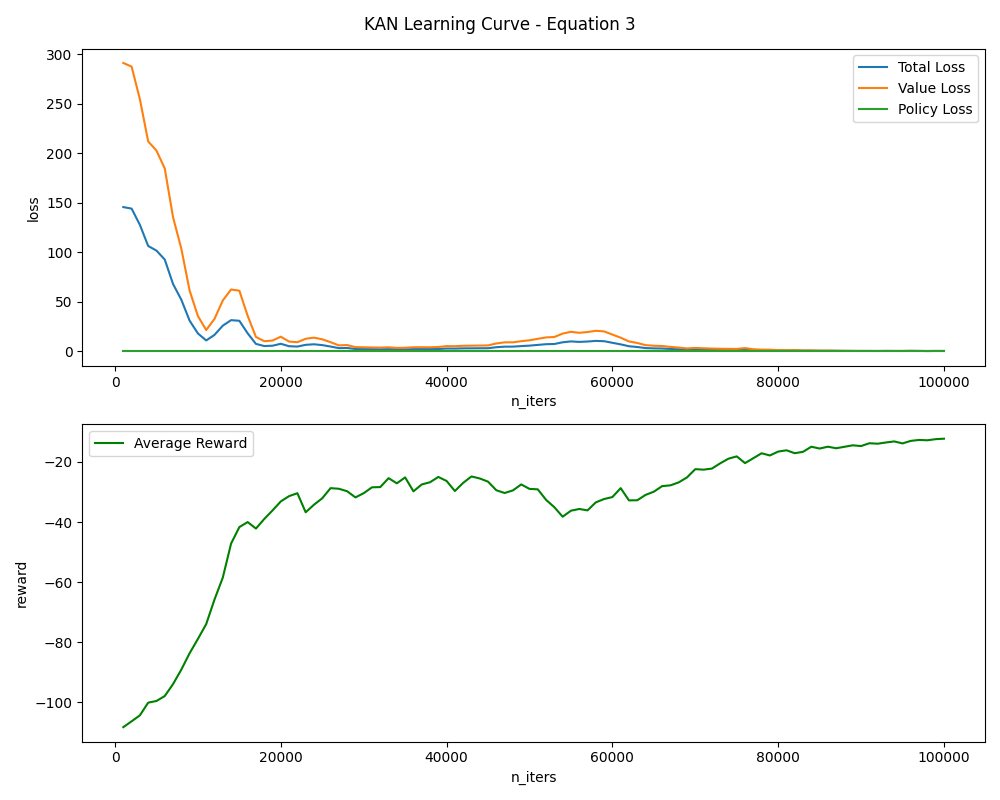 KAN Learning Curve - Equation 3
300
250
200
150
100
50
0
loss
Total Loss
Value Loss
Policy Loss
0 20000 40000 60000 80000 100000
n_iters
−20
−40
−60
−80
−100
reward
Average Reward
0 20000 40000 60000 80000 100000
n_iters